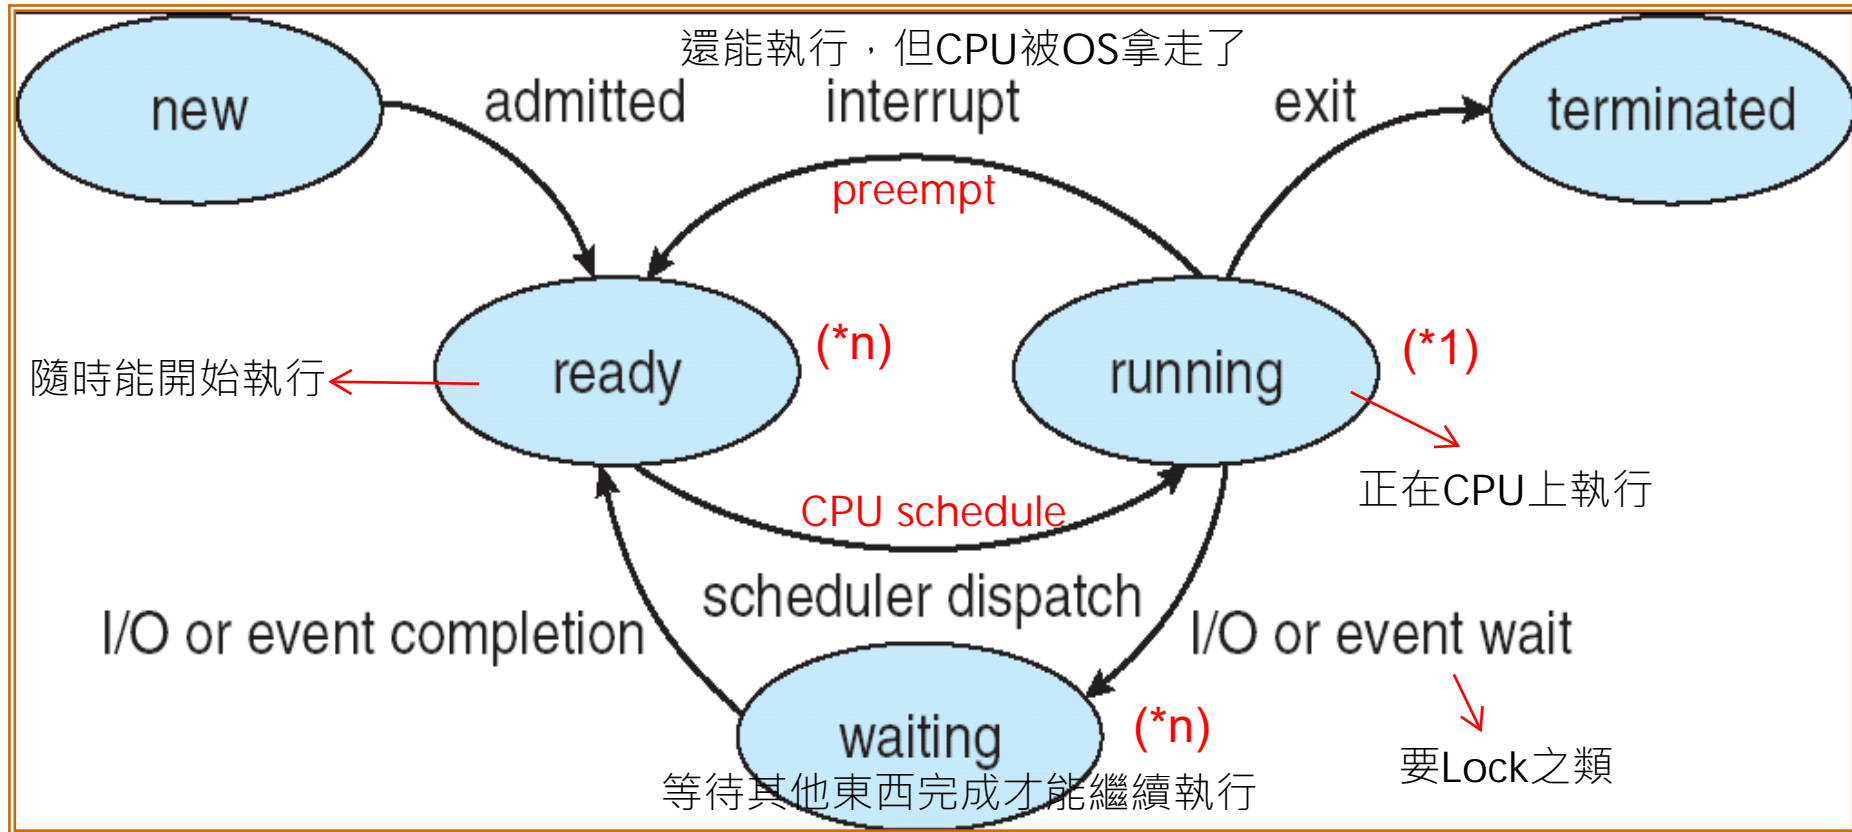 還能執行，但CPU被OS拿走了
new
admitted
interrupt
exit
terminated
preempt
ready
(*n)
running
(*1)
隨時能開始執行
正在CPU上執行
CPU schedule
scheduler dispatch
I/O or event completion
I/O or event wait
waiting
(*n)
要Lock之類
等待其他東西完成才能繼續執行